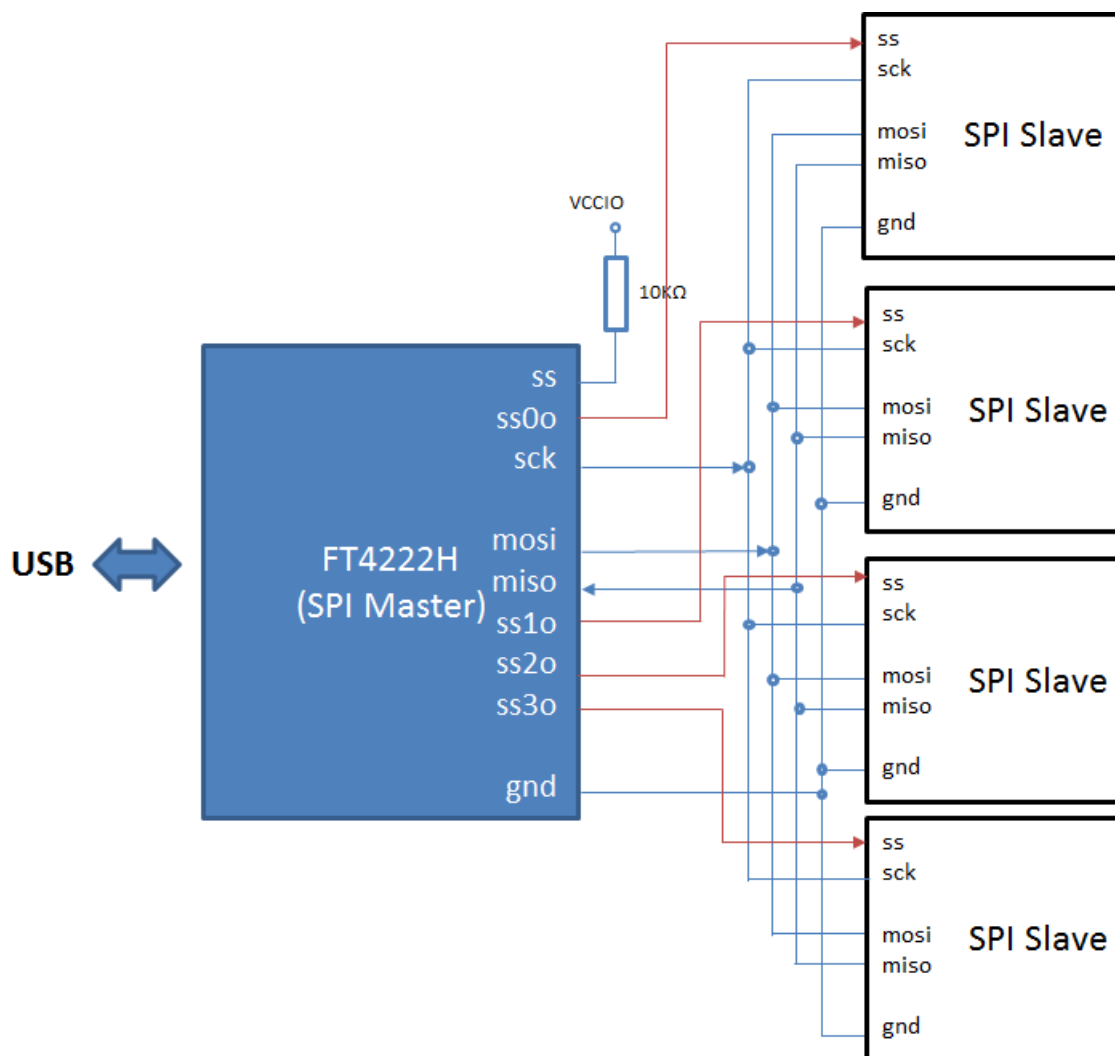 USB
FT4222H
(SPI Master)
ss
ss0o
sck
mosi
miso
ss1o
ss2o
ss3o
gnd
VCCIO
10KΩ
ss
sck
mosi
miso
gnd
SPI Slave
ss
sck
mosi
miso
gnd
SPI Slave
ss
sck
mosi
miso
gnd
SPI Slave
ss
sck
mosi
miso
gnd
SPI Slave